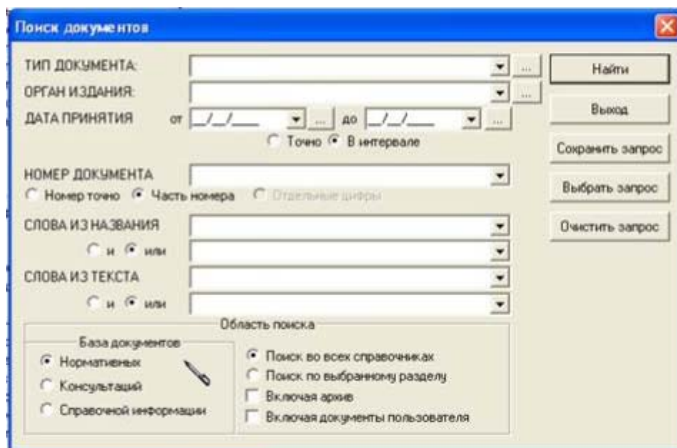 Поиск документов
ТИП ДОКУМЕНТА:
...
Найти
ОРГАН ИЗДАНИЯ:
...
Выход
ДАТА ПРИНЯТИЯ от _/_/___ ... до _/_/___ ...
Точно В интервале
Сохранить запрос
НОМЕР ДОКУМЕНТА
Выбрать запрос
Номер точно Часть номера Отдельные цифры
СЛОВА ИЗ НАЗВАНИЯ
Очистить запрос
и или
СЛОВА ИЗ ТЕКСТА
и или
Область поиска
База документов
Нормативных
Консультаций
Справочной информации
Поиск во всех справочниках
Поиск по выбранному разделу
Включая архив
Включая документы пользователя